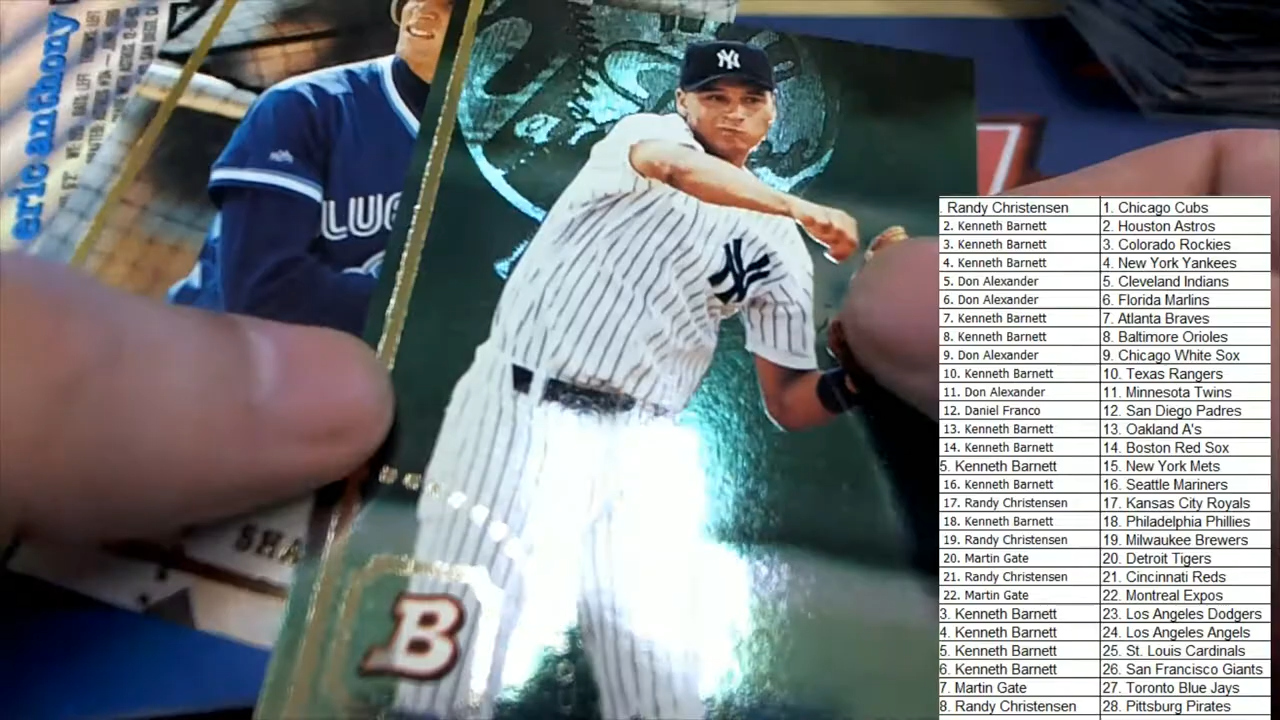 eric anthony
LUE
SHA
NY
NY
B
. Randy Christensen 1. Chicago Cubs
2. Kenneth Barnett 2. Houston Astros
3. Kenneth Barnett 3. Colorado Rockies
4. Kenneth Barnett 4. New York Yankees
5. Don Alexander 5. Cleveland Indians
6. Don Alexander 6. Florida Marlins
7. Kenneth Barnett 7. Atlanta Braves
8. Kenneth Barnett 8. Baltimore Orioles
9. Don Alexander 9. Chicago White Sox
10. Kenneth Barnett 10. Texas Rangers
11. Don Alexander 11. Minnesota Twins
12. Daniel Franco 12. San Diego Padres
13. Kenneth Barnett 13. Oakland A's
14. Kenneth Barnett 14. Boston Red Sox
5. Kenneth Barnett 15. New York Mets
16. Kenneth Barnett 16. Seattle Mariners
17. Randy Christensen 17. Kansas City Royals
18. Kenneth Barnett 18. Philadelphia Phillies
19. Randy Christensen 19. Milwaukee Brewers
20. Martin Gate 20. Detroit Tigers
21. Randy Christensen 21. Cincinnati Reds
22. Martin Gate 22. Montreal Expos
3. Kenneth Barnett 23. Los Angeles Dodgers
4. Kenneth Barnett 24. Los Angeles Angels
5. Kenneth Barnett 25. St. Louis Cardinals
6. Kenneth Barnett 26. San Francisco Giants
7. Martin Gate 27. Toronto Blue Jays
8. Randy Christensen 28. Pittsburg Pirates